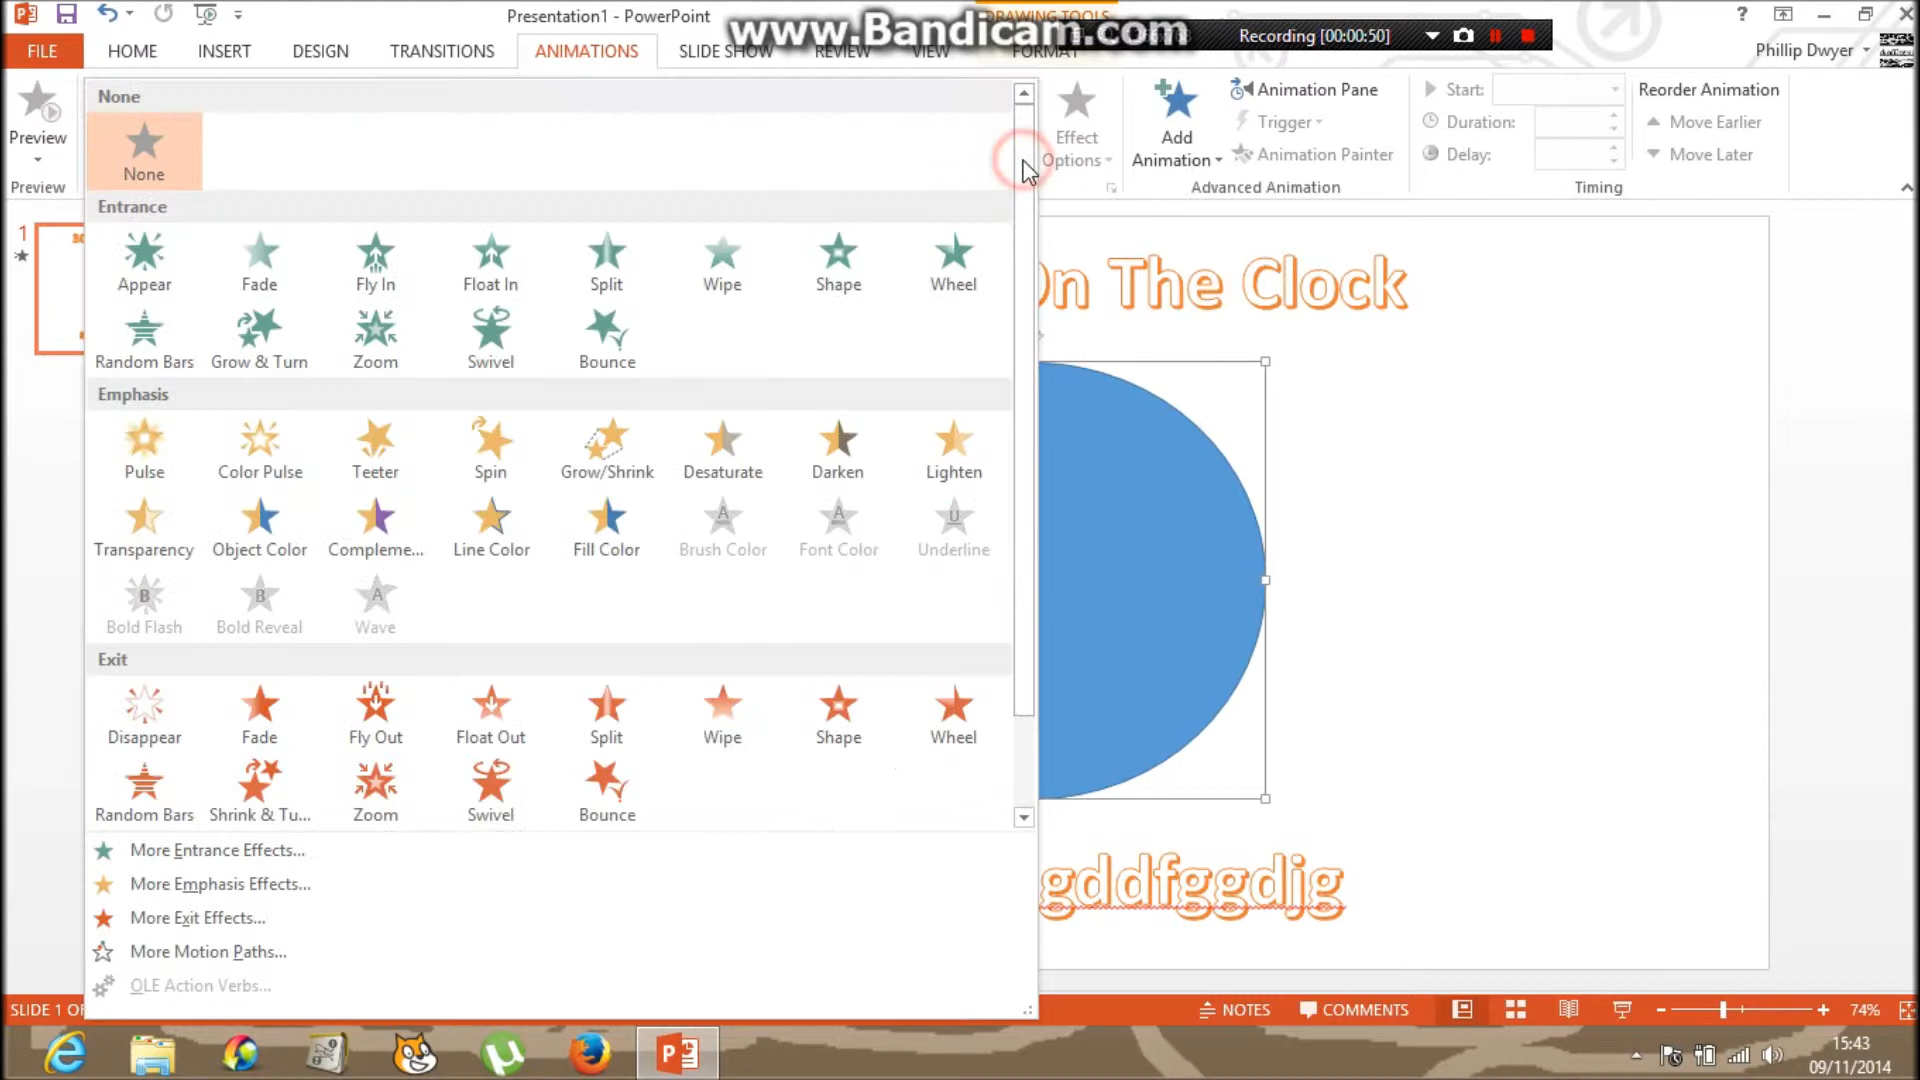 Presentation1 - PowerPoint
DRAWING TOOLS
www.Bandicam.com
Recording [00:00:50]
?
FILE
HOME
INSERT
DESIGN
TRANSITIONS
ANIMATIONS
SLIDE SHOW
REVIEW
VIEW
FORMAT
Phillip Dwyer
Preview
Preview
Effect
Options
Add
Animation
Animation Pane
Trigger
Animation Painter
Advanced Animation
Start:
Duration:
Delay:
Timing
Reorder Animation
Move Earlier
Move Later
None
None
Entrance
Appear
Fade
Fly In
Float In
Split
Wipe
Shape
Wheel
Random Bars
Grow & Turn
Zoom
Swivel
Bounce
Emphasis
Pulse
Color Pulse
Teeter
Spin
Grow/Shrink
Desaturate
Darken
Lighten
Transparency
Object Color
Compleme...
Line Color
Fill Color
Brush Color
Font Color
Underline
Bold Flash
Bold Reveal
Wave
Exit
Disappear
Fade
Fly Out
Float Out
Split
Wipe
Shape
Wheel
Random Bars
Shrink & Tu...
Zoom
Swivel
Bounce
More Entrance Effects...
More Emphasis Effects...
More Exit Effects...
More Motion Paths...
OLE Action Verbs...
1
On The Clock
gddfggdjg
SLIDE 1 OF
NOTES
COMMENTS
74%
15:43
09/11/2014